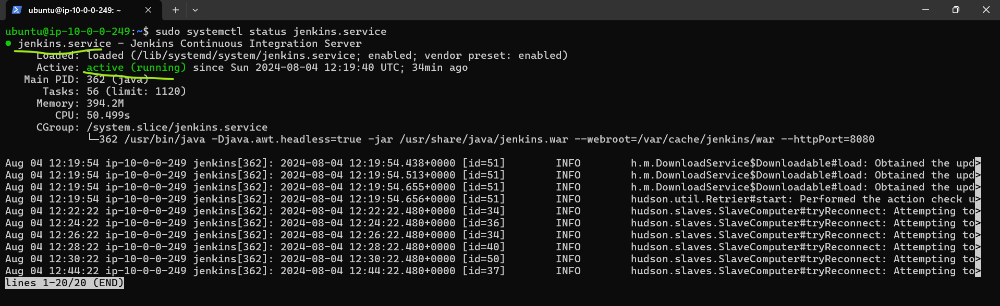 ubuntu@ip-10-0-0-249: ~
ubuntu@ip-10-0-0-249:~$ sudo systemctl status jenkins.service
● jenkins.service - Jenkins Continuous Integration Server
Loaded: loaded (/lib/systemd/system/jenkins.service; enabled; vendor preset: enabled)
Active: active (running) since Sun 2024-08-04 12:19:40 UTC; 34min ago
Main PID: 362 (java)
Tasks: 56 (limit: 1120)
Memory: 394.2M
CPU: 50.499s
CGroup: /system.slice/jenkins.service
└─362 /usr/bin/java -Djava.awt.headless=true -jar /usr/share/java/jenkins.war --webroot=/var/cache/jenkins/war --httpPort=8080
Aug 04 12:19:54 ip-10-0-0-249 jenkins[362]: 2024-08-04 12:19:54.438+0000 [id=51] INFO h.m.DownloadService$Downloadable#load: Obtained the upd>
Aug 04 12:19:54 ip-10-0-0-249 jenkins[362]: 2024-08-04 12:19:54.513+0000 [id=51] INFO h.m.DownloadService$Downloadable#load: Obtained the upd>
Aug 04 12:19:54 ip-10-0-0-249 jenkins[362]: 2024-08-04 12:19:54.655+0000 [id=51] INFO h.m.DownloadService$Downloadable#load: Obtained the upd>
Aug 04 12:19:54 ip-10-0-0-249 jenkins[362]: 2024-08-04 12:19:54.656+0000 [id=51] INFO hudson.util.Retrier#start: Performed the action check u>
Aug 04 12:22:22 ip-10-0-0-249 jenkins[362]: 2024-08-04 12:22:22.480+0000 [id=34] INFO hudson.slaves.SlaveComputer#tryReconnect: Attempting to>
Aug 04 12:24:22 ip-10-0-0-249 jenkins[362]: 2024-08-04 12:24:22.480+0000 [id=36] INFO hudson.slaves.SlaveComputer#tryReconnect: Attempting to>
Aug 04 12:26:22 ip-10-0-0-249 jenkins[362]: 2024-08-04 12:26:22.480+0000 [id=34] INFO hudson.slaves.SlaveComputer#tryReconnect: Attempting to>
Aug 04 12:28:22 ip-10-0-0-249 jenkins[362]: 2024-08-04 12:28:22.480+0000 [id=40] INFO hudson.slaves.SlaveComputer#tryReconnect: Attempting to>
Aug 04 12:30:22 ip-10-0-0-249 jenkins[362]: 2024-08-04 12:30:22.480+0000 [id=50] INFO hudson.slaves.SlaveComputer#tryReconnect: Attempting to>
Aug 04 12:44:22 ip-10-0-0-249 jenkins[362]: 2024-08-04 12:44:22.480+0000 [id=37] INFO hudson.slaves.SlaveComputer#tryReconnect: Attempting to>
lines 1-20/20 (END)